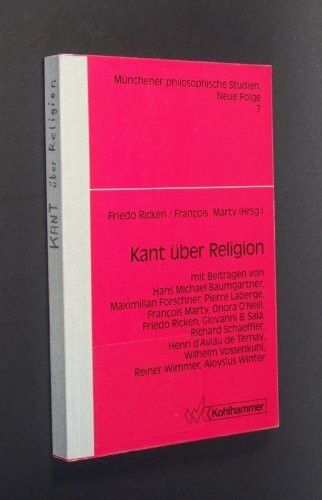 KANT über Religion
Münchener philosophische Studien
Neue Folge
7
Friedo Ricken / François Marty (Hrsg.)
Kant über Religion
mit Beiträgen von
Hans Michael Baumgartner,
Maximilian Forschner, Pierre Laberge,
François Marty, Onora O'Neill,
Friedo Ricken, Giovanni B. Sala,
Richard Schaeffler,
Henri d'Aviau de Ternay,
Wilhelm Vossenkuhl,
Reiner Wimmer, Aloysius Winter
Kohlhammer